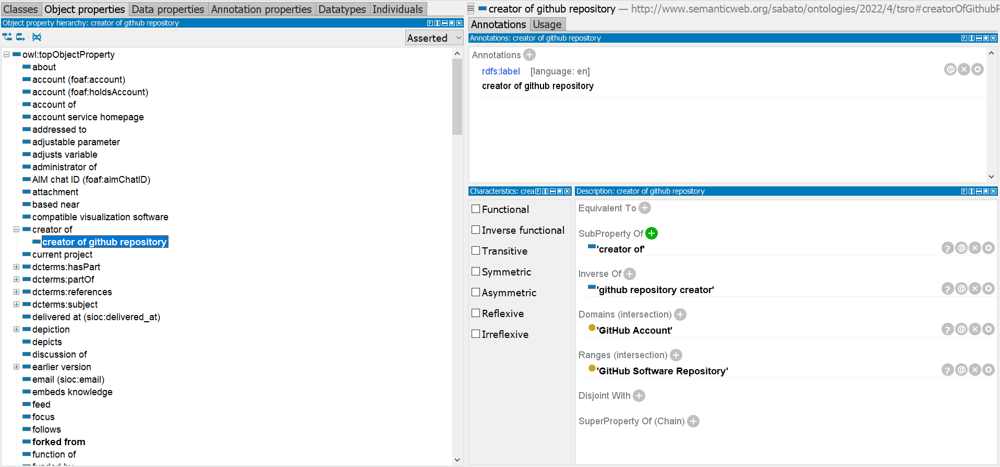 Classes Object properties Data properties Annotation properties Datatypes Individuals
Object property hierarchy: creator of github repository
Asserted
owl:topObjectProperty
about
account (foaf:account)
account (foaf:holdsAccount)
account of
account service homepage
addressed to
adjustable parameter
adjusts variable
administrator of
AIM chat ID (foaf:aimChatID)
attachment
based near
compatible visualization software
creator of
creator of github repository
current project
dcterms:hasPart
dcterms:partOf
dcterms:references
dcterms:subject
delivered at (sioc:delivered_at)
depiction
depicts
discussion of
earlier version
email (sioc:email)
embeds knowledge
feed
focus
follows
forked from
function of
creator of github repository — http://www.semanticweb.org/sabato/ontologies/2022/4/tsro#creatorOfGithubR
Annotations Usage
Annotations: creator of github repository
Annotations
rdfs:label [language: en]
creator of github repository
Characteristics: crea
Functional
Inverse functional
Transitive
Symmetric
Asymmetric
Reflexive
Irreflexive
Description: creator of github repository
Equivalent To
SubProperty Of
'creator of'
Inverse Of
'github repository creator'
Domains (intersection)
'GitHub Account'
Ranges (intersection)
'GitHub Software Repository'
Disjoint With
SuperProperty Of (Chain)